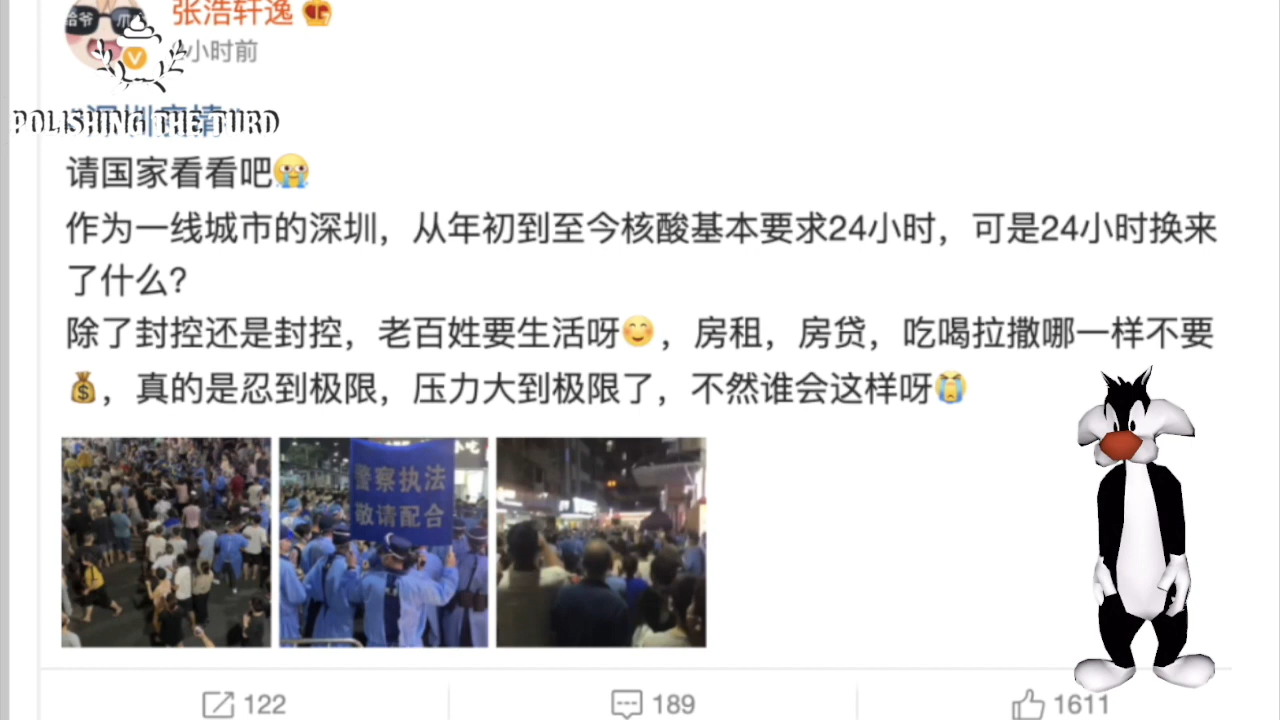 张浩轩逸
小时前
POLISHING THE TURD
请国家看看吧
作为一线城市的深圳，从年初到至今核酸基本要求24小时，可是24小时换来
了什么？
除了封控还是封控，老百姓要生活呀，房租，房贷，吃喝拉撒哪一样不要
，真的是忍到极限，压力大到极限了，不然谁会这样呀
警察执法
敬请配合
122
189
1611